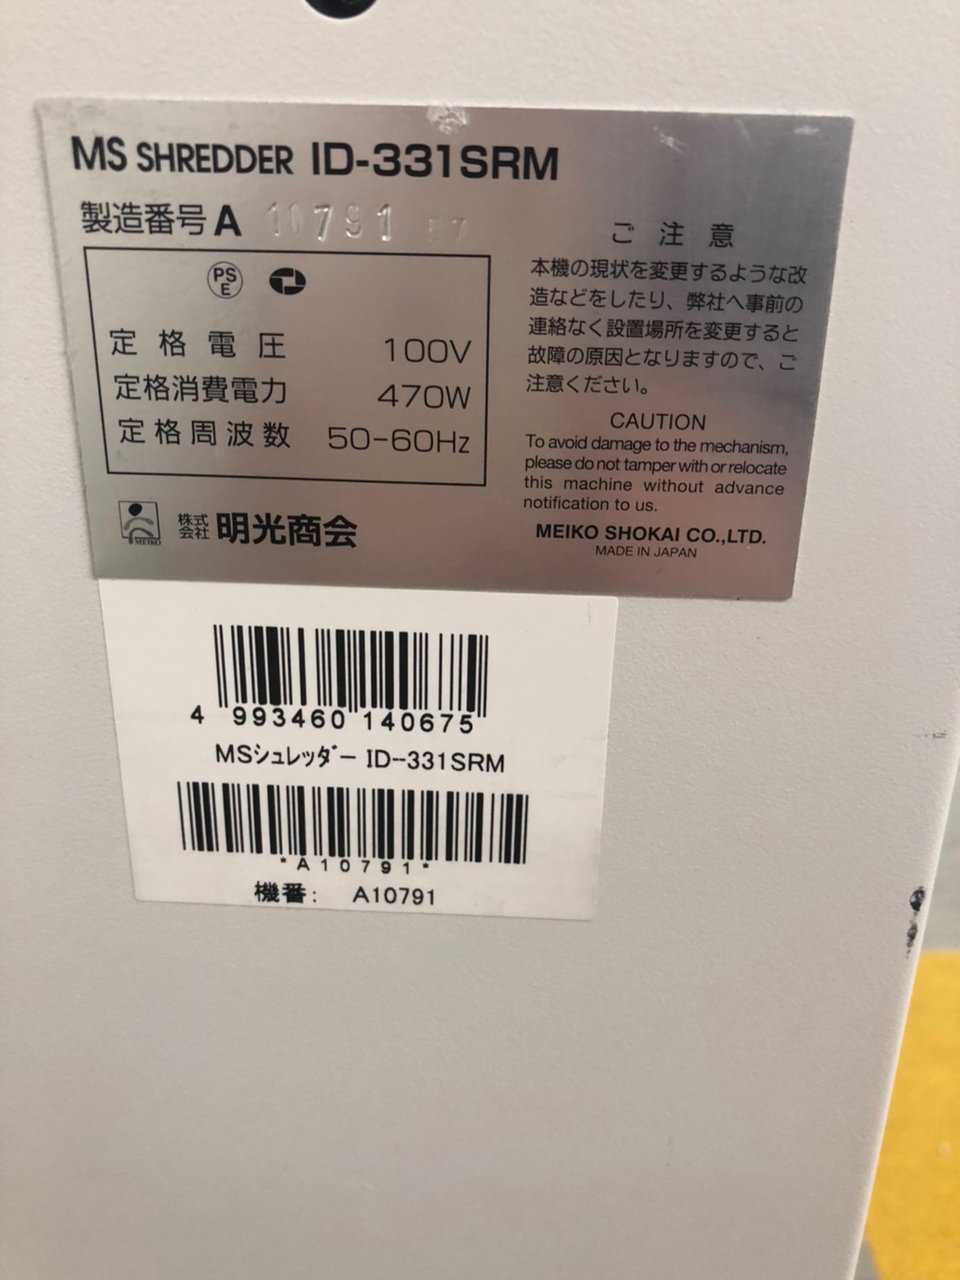 MS SHREDDER ID-331SRM
製造番号 A 10791
PS
E
定格電圧 100V
定格消費電力 470W
定格周波数 50-60Hz
MEIKO
株式
会社 明光商会
ご注意
本機の現状を変更するような改
造などをしたり、弊社へ事前の
連絡なく設置場所を変更すると
故障の原因となりますので、ご
注意ください。
CAUTION
To avoid damage to the mechanism,
please do not tamper with or relocate
this machine without advance
notification to us.
MEIKO SHOKAI CO.,LTD.
MADE IN JAPAN
4 993460 140675
MSシュレッダー ID--331SRM
*A10791*
機番: A10791